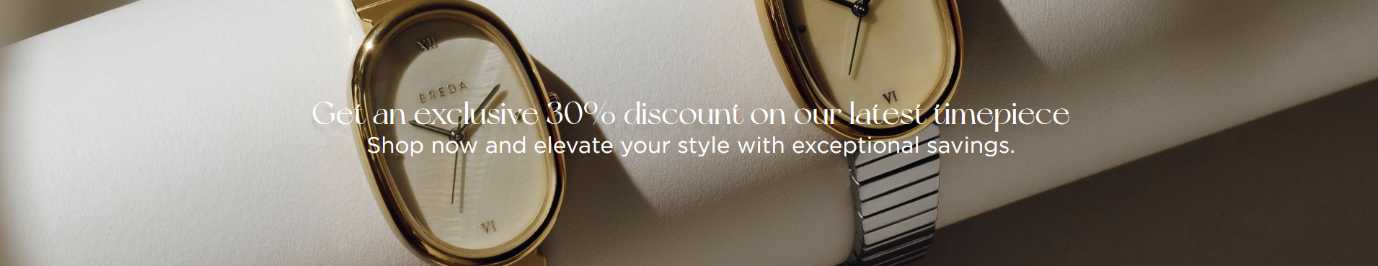 XII
BREDA
VI
VI
Get an exclusive 30% discount on our latest timepiece
Shop now and elevate your style with exceptional savings.